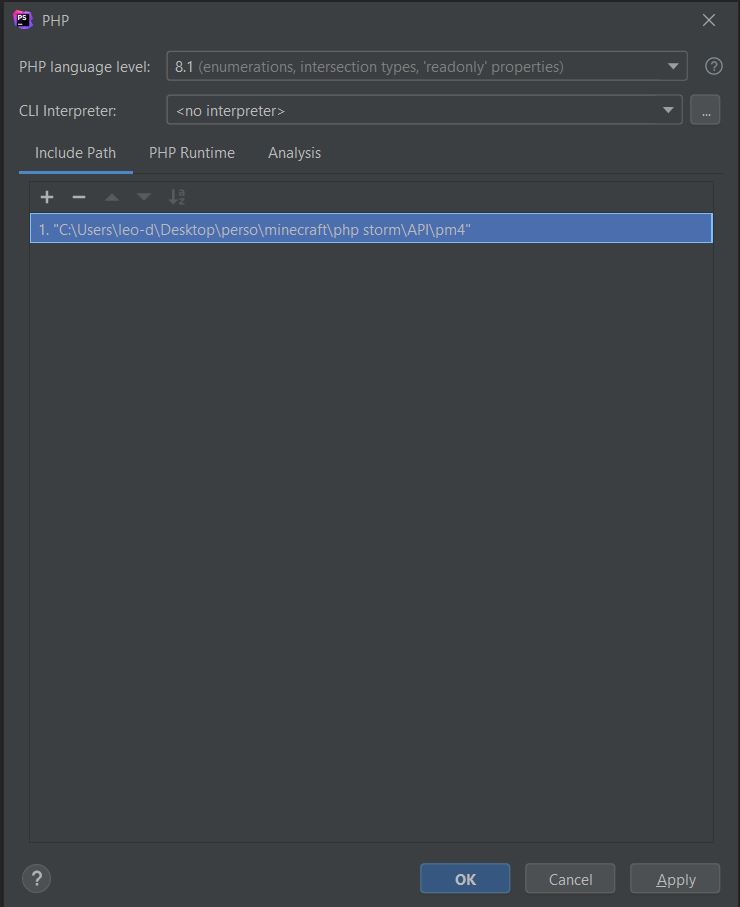 PS PHP
PHP language level: 8.1 (enumerations, intersection types, 'readonly' properties) ?
CLI Interpreter: <no interpreter> ...
Include Path PHP Runtime Analysis
1. "C:\Users\leo-d\Desktop\perso\minecraft\php storm\API\pm4"
? OK Cancel Apply